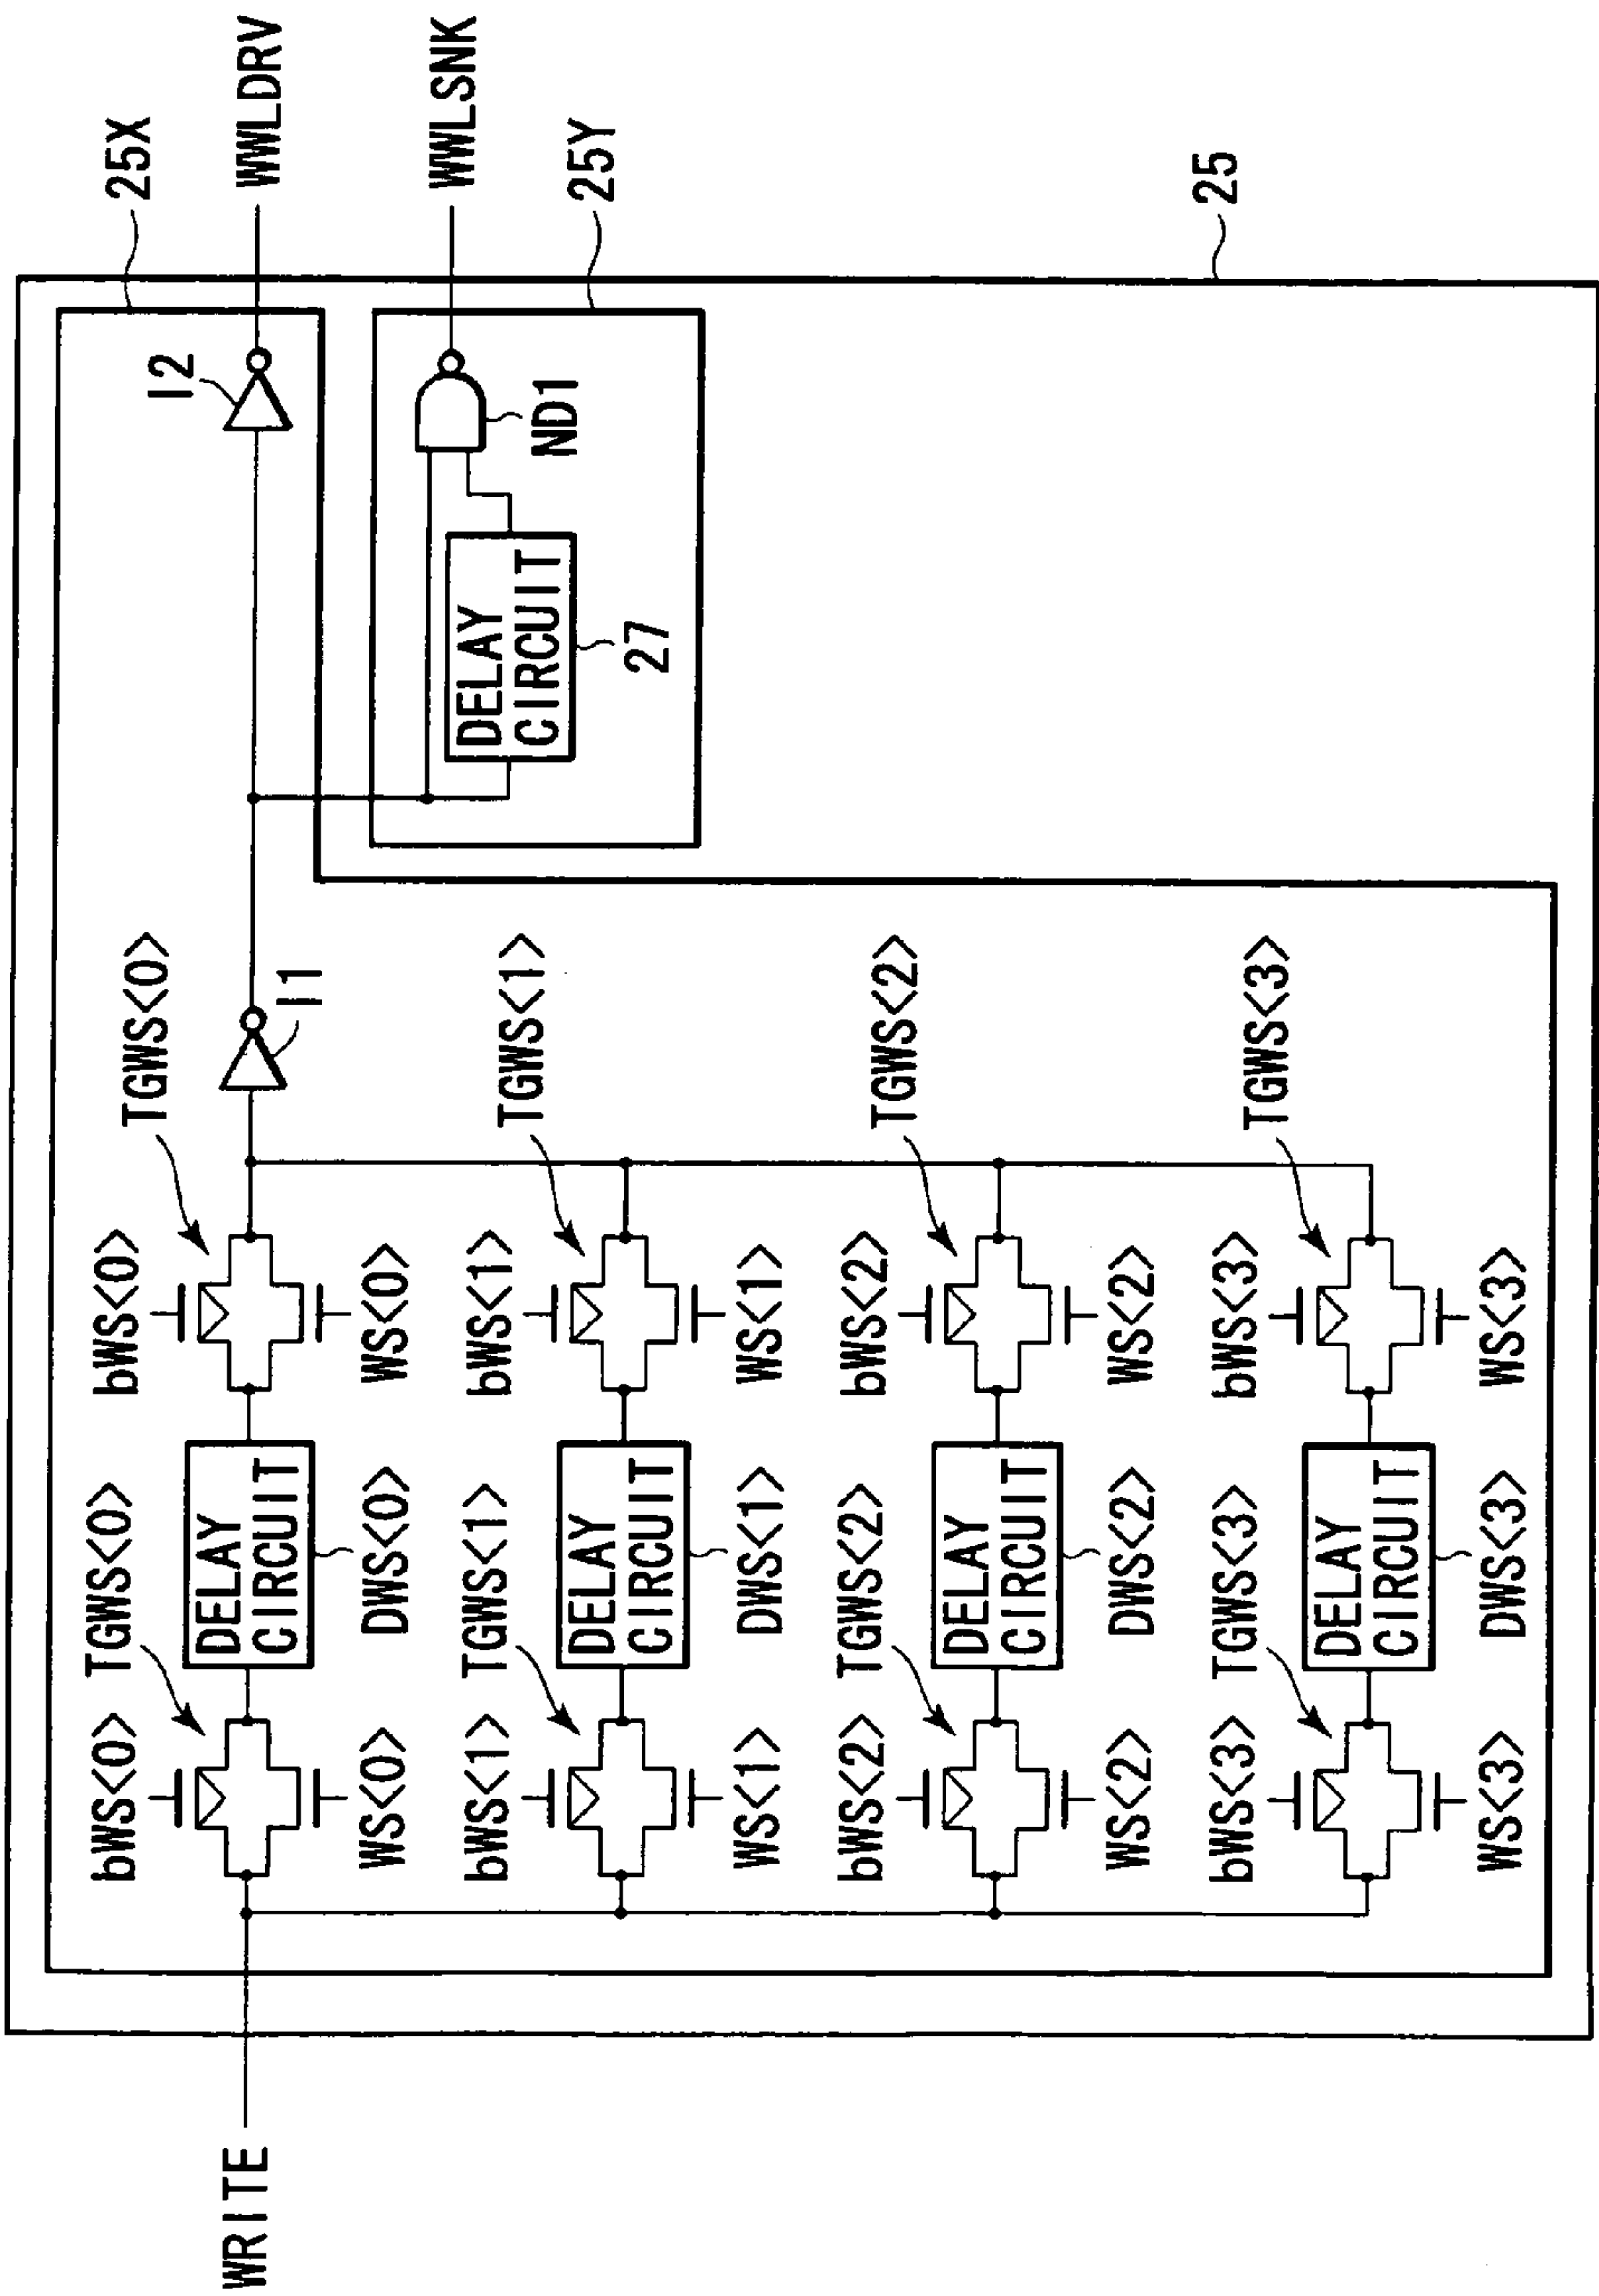 25X
WWLDRV
I2
WWLSNK
25Y
ND1
DELAY
CIRCUIT
27
25
I1
bWS<0>
TGWS<0>
bWS<0>
TGWS<0>
DELAY
CIRCUIT
WS<0>
DWS<0>
WS<0>
bWS<1>
TGWS<1>
bWS<1>
TGWS<1>
DELAY
CIRCUIT
WS<1>
DWS<1>
WS<1>
bWS<2>
TGWS<2>
bWS<2>
TGWS<2>
DELAY
CIRCUIT
WS<2>
DWS<2>
WS<2>
bWS<3>
TGWS<3>
bWS<3>
TGWS<3>
DELAY
CIRCUIT
WS<3>
DWS<3>
WS<3>
WRITE